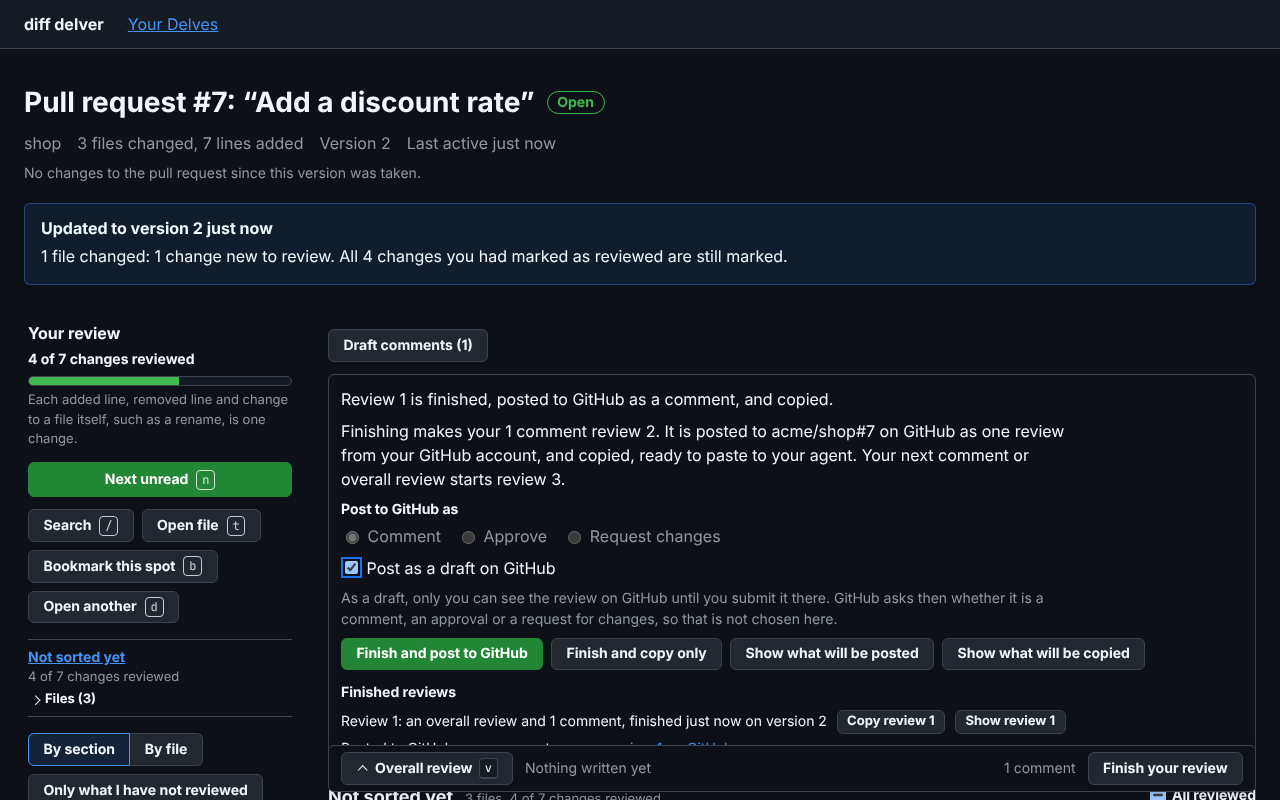 diff delver Your Delves
Pull request #7: “Add a discount rate” Open
shop 3 files changed, 7 lines added Version 2 Last active just now
No changes to the pull request since this version was taken.
Updated to version 2 just now
1 file changed: 1 change new to review. All 4 changes you had marked as reviewed are still marked.
Your review
4 of 7 changes reviewed
Each added line, removed line and change
to a file itself, such as a rename, is one
change.
Next unread n
Search / Open file t
Bookmark this spot b
Open another d
Not sorted yet
4 of 7 changes reviewed
Files (3)
By section By file
Only what I have not reviewed
Draft comments (1)
Review 1 is finished, posted to GitHub as a comment, and copied.
Finishing makes your 1 comment review 2. It is posted to acme/shop#7 on GitHub as one review
from your GitHub account, and copied, ready to paste to your agent. Your next comment or
overall review starts review 3.
Post to GitHub as
Comment Approve Request changes
Post as a draft on GitHub
As a draft, only you can see the review on GitHub until you submit it there. GitHub asks then whether it is a
comment, an approval or a request for changes, so that is not chosen here.
Finish and post to GitHub Finish and copy only Show what will be posted Show what will be copied
Finished reviews
Review 1: an overall review and 1 comment, finished just now on version 2 Copy review 1 Show review 1
Overall review v Nothing written yet 1 comment Finish your review
Not sorted yet 3 files, 4 of 7 changes reviewed All reviewed